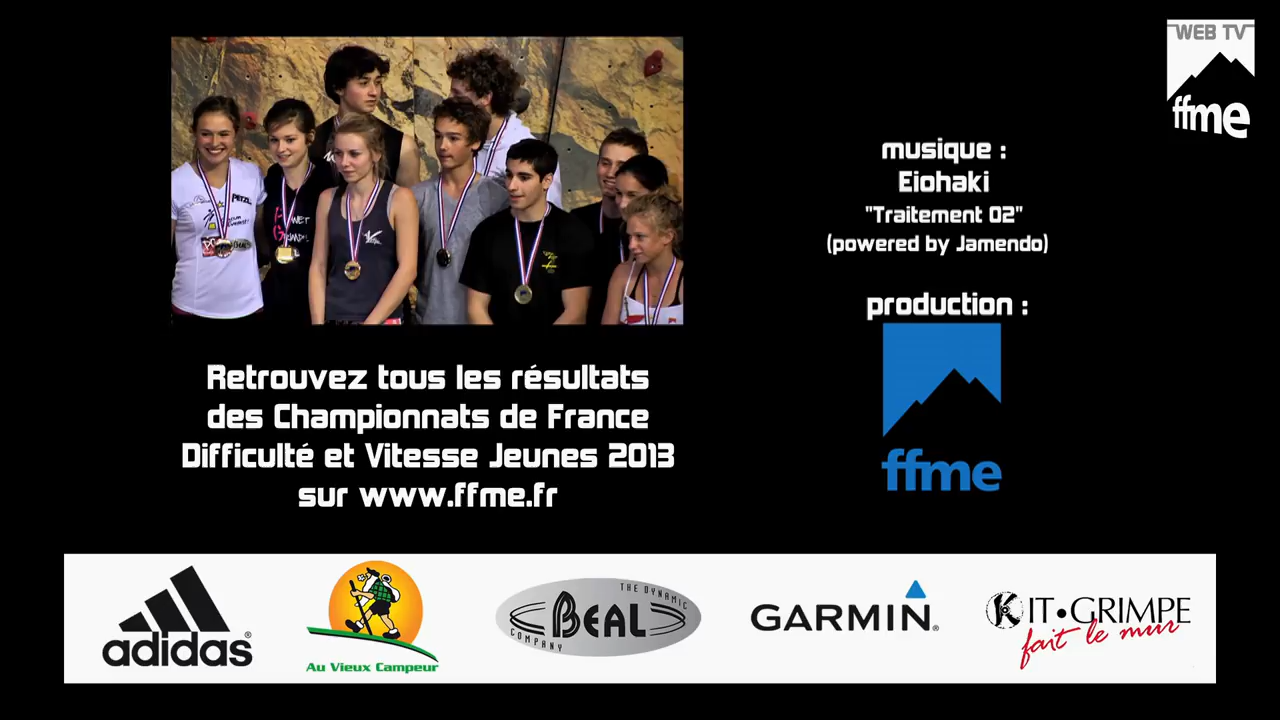 WEB TV
ffme
PETZL
musique :
Eiohaki
"Traitement 02"
(powered by Jamendo)
production :
ffme
Retrouvez tous les résultats
des Championnats de France
Difficulté et Vitesse Jeunes 2013
sur www.ffme.fr
adidas®
Au Vieux Campeur
THE DYNAMIC
BEAL
COMPANY
GARMIN®
KIT•GRIMPE
fait le mur